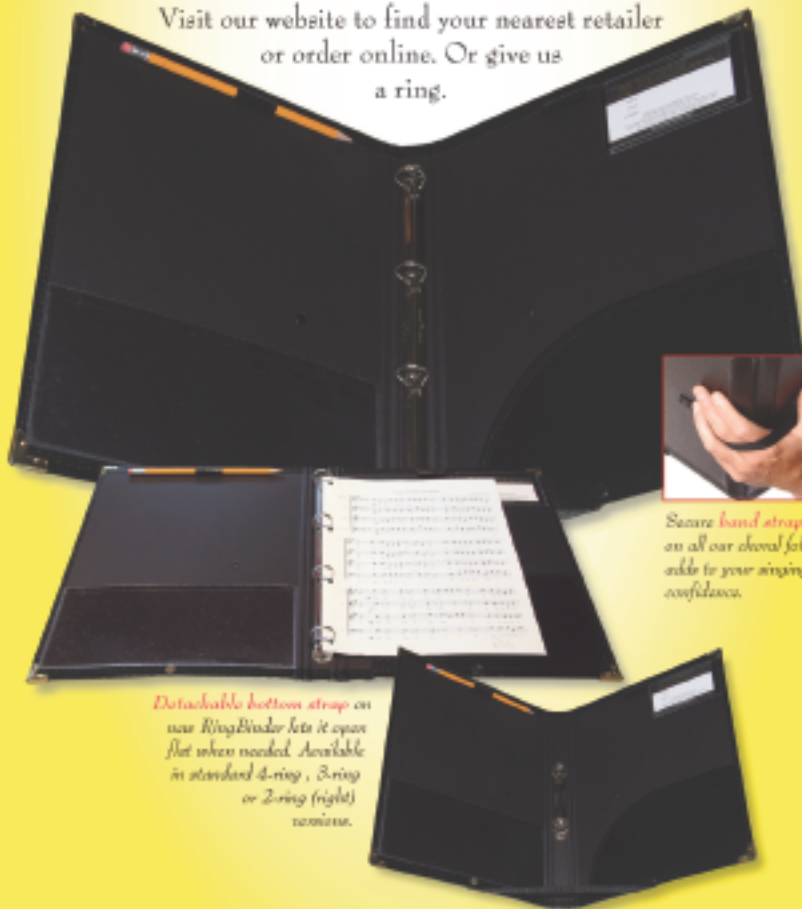 Visit our website to find your nearest retailer
or order online. Or give us
a ring.
Secure hand strap
on all our choral fol
adds to your singing
confidence.
Detachable bottom strap on
new RingBinder lets it open
flat when needed. Available
in standard 4-ring , 3-ring
or 2-ring (right)
versions.